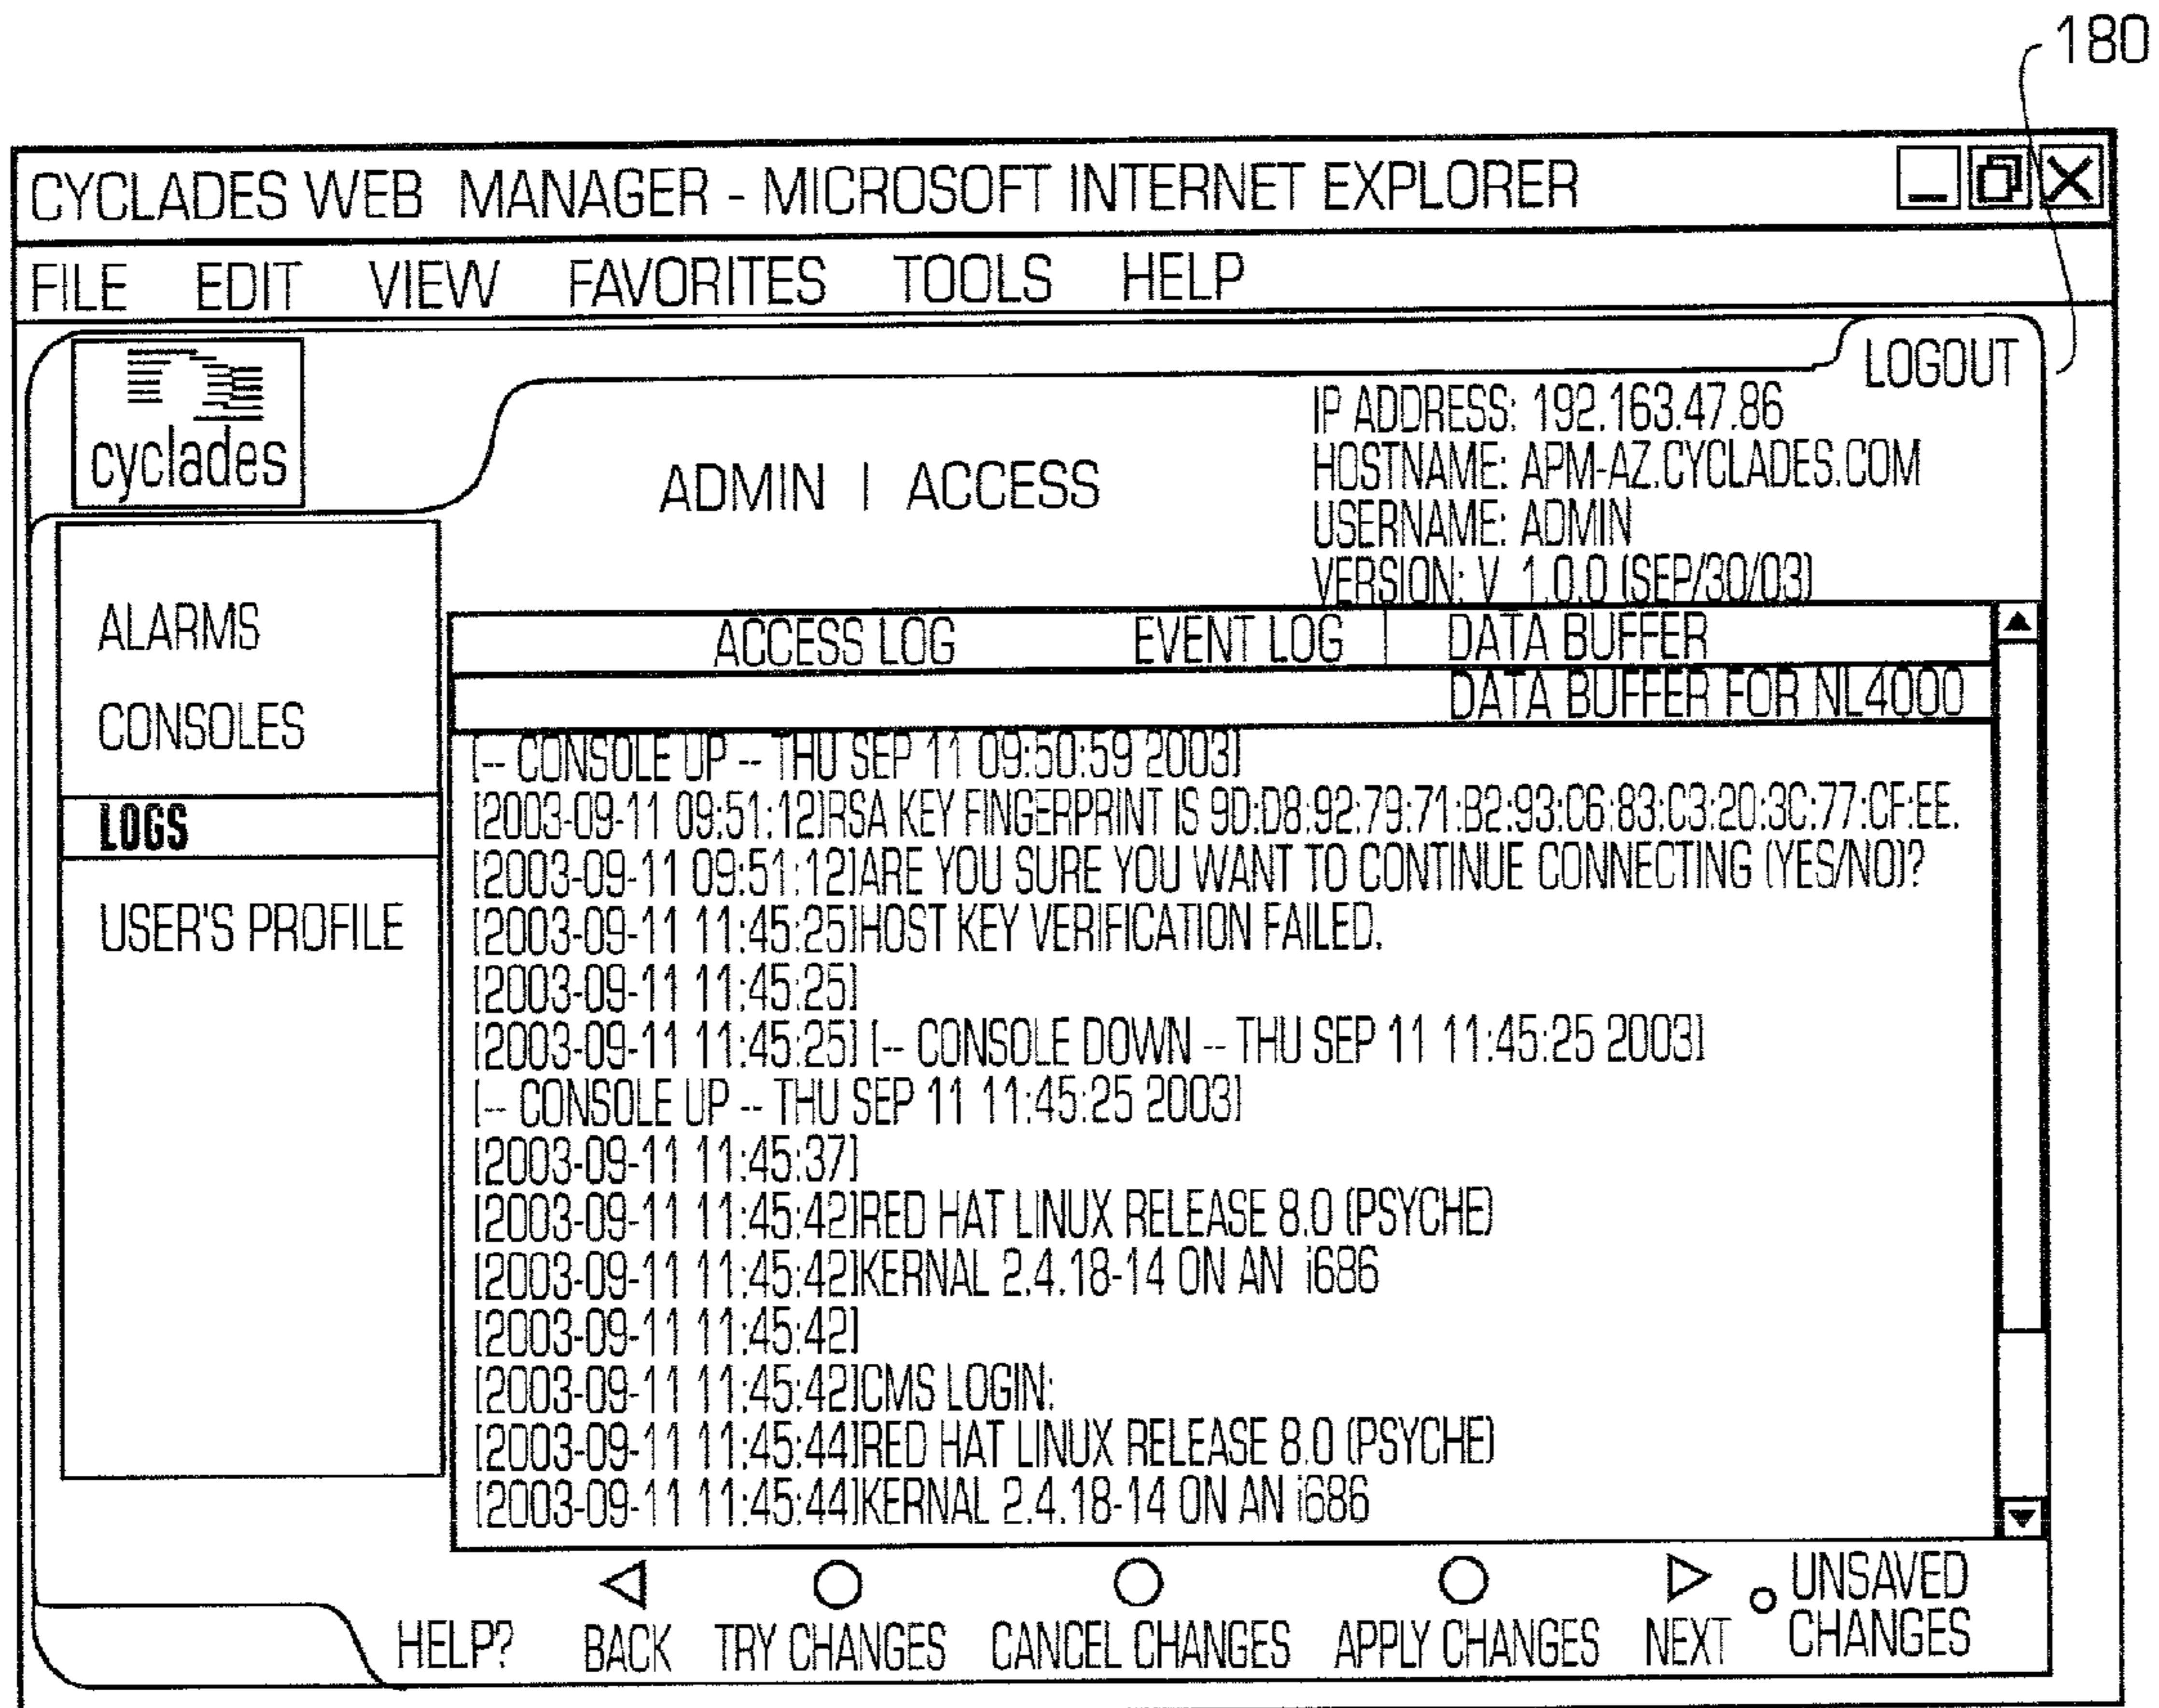 180
CYCLADES WEB MANAGER - MICROSOFT INTERNET EXPLORER
FILE EDIT VIEW FAVORITES TOOLS HELP
LOGOUT
cyclades
ADMIN | ACCESS
IP ADDRESS: 192.163.47.86
HOSTNAME: APM-AZ.CYCLADES.COM
USERNAME: ADMIN
VERSION: V 1.0.0 (SEP/30/03)
ALARMS
CONSOLES
LOGS
USER'S PROFILE
ACCESS LOG EVENT LOG | DATA BUFFER
DATA BUFFER FOR NL4000
[-- CONSOLE UP -- THU SEP 11 09:50:59 2003]
[2003-09-11 09:51:12]RSA KEY FINGERPRINT IS 9D:D8:92:79:71:B2:93:C6:83:C3:20:3C:77:CF:EE.
[2003-09-11 09:51:12]ARE YOU SURE YOU WANT TO CONTINUE CONNECTING (YES/NO)?
[2003-09-11 11:45:25]HOST KEY VERIFICATION FAILED.
[2003-09-11 11:45:25]
[2003-09-11 11:45:25] [-- CONSOLE DOWN -- THU SEP 11 11:45:25 2003]
[-- CONSOLE UP -- THU SEP 11 11:45:25 2003]
[2003-09-11 11:45:37]
[2003-09-11 11:45:42]RED HAT LINUX RELEASE 8.0 (PSYCHE)
[2003-09-11 11:45:42]KERNAL 2.4.18-14 ON AN i686
[2003-09-11 11:45:42]
[2003-09-11 11:45:42]CMS LOGIN:
[2003-09-11 11:45:44]RED HAT LINUX RELEASE 8.0 (PSYCHE)
[2003-09-11 11:45:44]KERNAL 2.4.18-14 ON AN i686
HELP? BACK TRY CHANGES CANCEL CHANGES APPLY CHANGES NEXT
UNSAVED
CHANGES